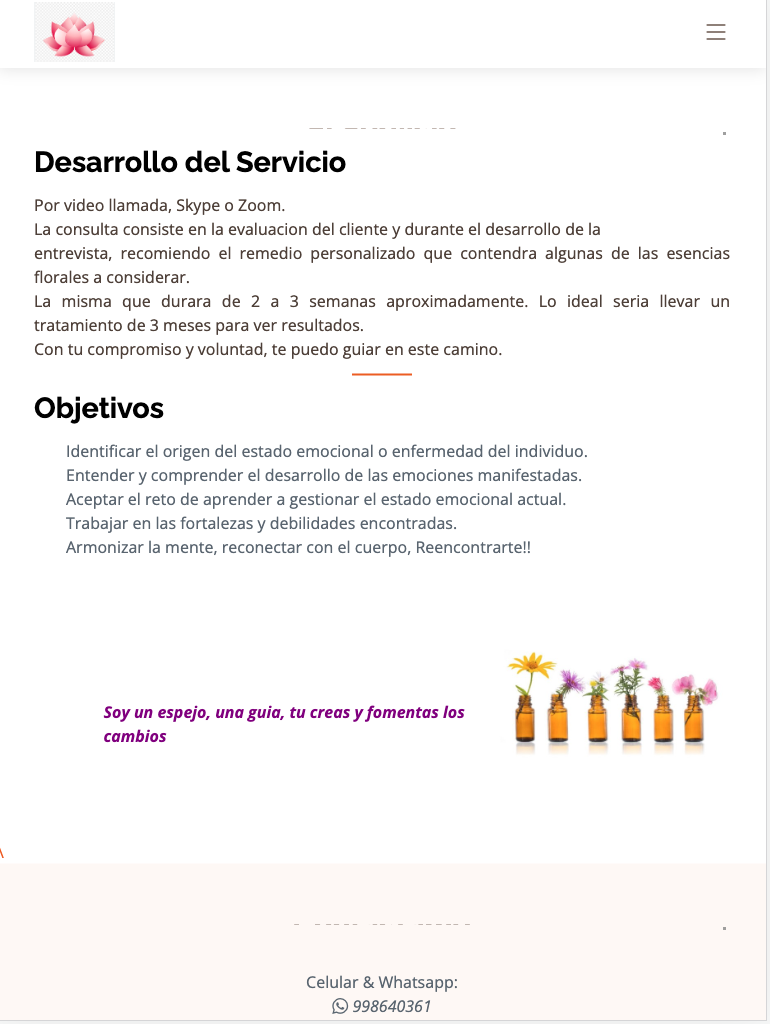 Desarrollo del Servicio
Por video llamada, Skype o Zoom.
La consulta consiste en la evaluacion del cliente y durante el desarrollo de la
entrevista, recomiendo el remedio personalizado que contendra algunas de las esencias
florales a considerar.
La misma que durara de 2 a 3 semanas aproximadamente. Lo ideal seria llevar un
tratamiento de 3 meses para ver resultados.
Con tu compromiso y voluntad, te puedo guiar en este camino.
Objetivos
Identificar el origen del estado emocional o enfermedad del individuo.
Entender y comprender el desarrollo de las emociones manifestadas.
Aceptar el reto de aprender a gestionar el estado emocional actual.
Trabajar en las fortalezas y debilidades encontradas.
Armonizar la mente, reconectar con el cuerpo, Reencontrarte!!
Soy un espejo, una guia, tu creas y fomentas los
cambios
\
Celular & Whatsapp:
998640361